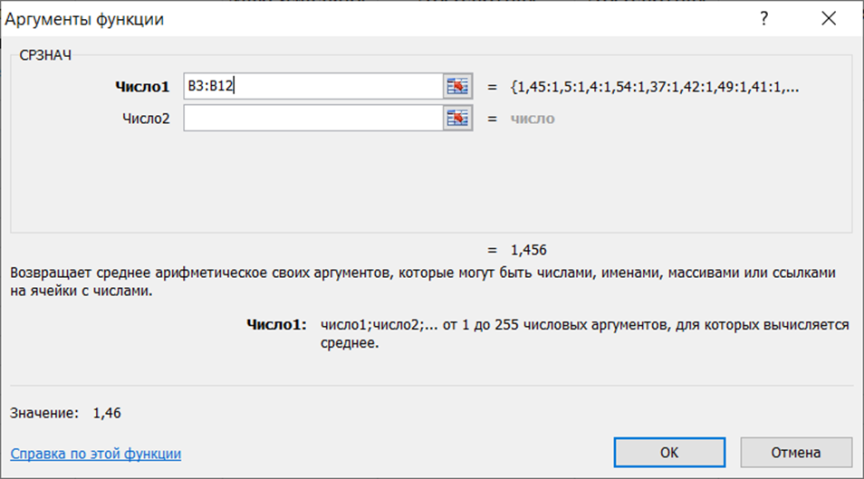 Аргументы функции
СРЗНАЧ
Число1 B3:B12 = {1,45:1,5:1,4:1,54:1,37:1,42:1,49:1,41:1,...
Число2 = число
= 1,456
Возвращает среднее арифметическое своих аргументов, которые могут быть числами, именами, массивами или ссылками
на ячейки с числами.
Число1: число1;число2;... от 1 до 255 числовых аргументов, для которых вычисляется
среднее.
Значение: 1,46
Справка по этой функции
ОК
Отмена